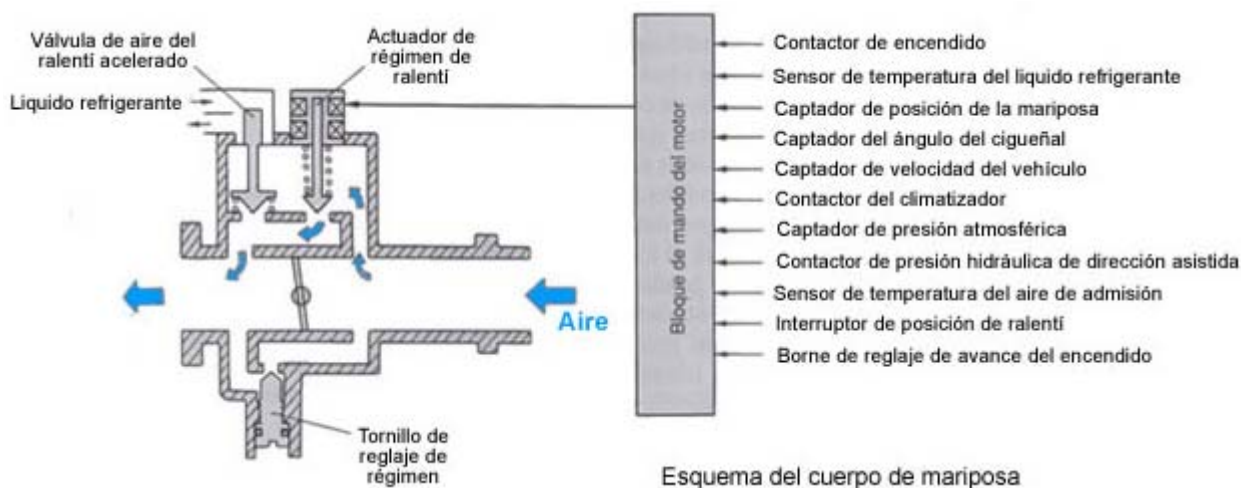 Válvula de aire del
ralentí acelerado
Actuador de
régimen de
ralentí
Liquido refrigerante
Aire
Tornillo de
reglaje de
régimen
Bloque de mando del motor
Contactor de encendido
Sensor de temperatura del liquido refrigerante
Captador de posición de la mariposa
Captador del ángulo del cigueñal
Captador de velocidad del vehículo
Contactor del climatizador
Captador de presión atmosférica
Contactor de presión hidráulica de dirección asistida
Sensor de temperatura del aire de admisión
Interruptor de posición de ralentí
Borne de reglaje de avance del encendido
Esquema del cuerpo de mariposa